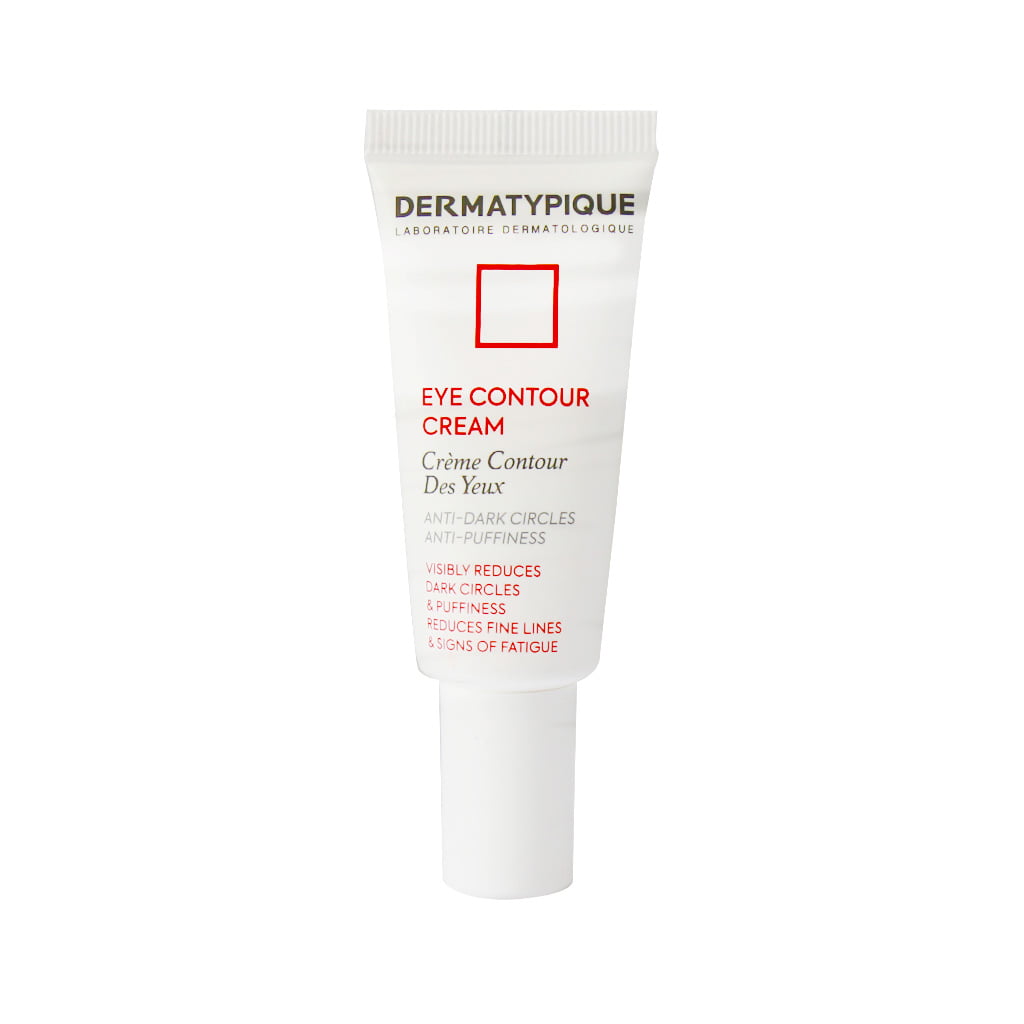 DERMATYPIQUE
LABORATOIRE DERMATOLOGIQUE
EYE CONTOUR
CREAM
Crème Contour
Des Yeux
ANTI-DARK CIRCLES
ANTI-PUFFINESS
VISIBLY REDUCES
DARK CIRCLES
& PUFFINESS
REDUCES FINE LINES
& SIGNS OF FATIGUE